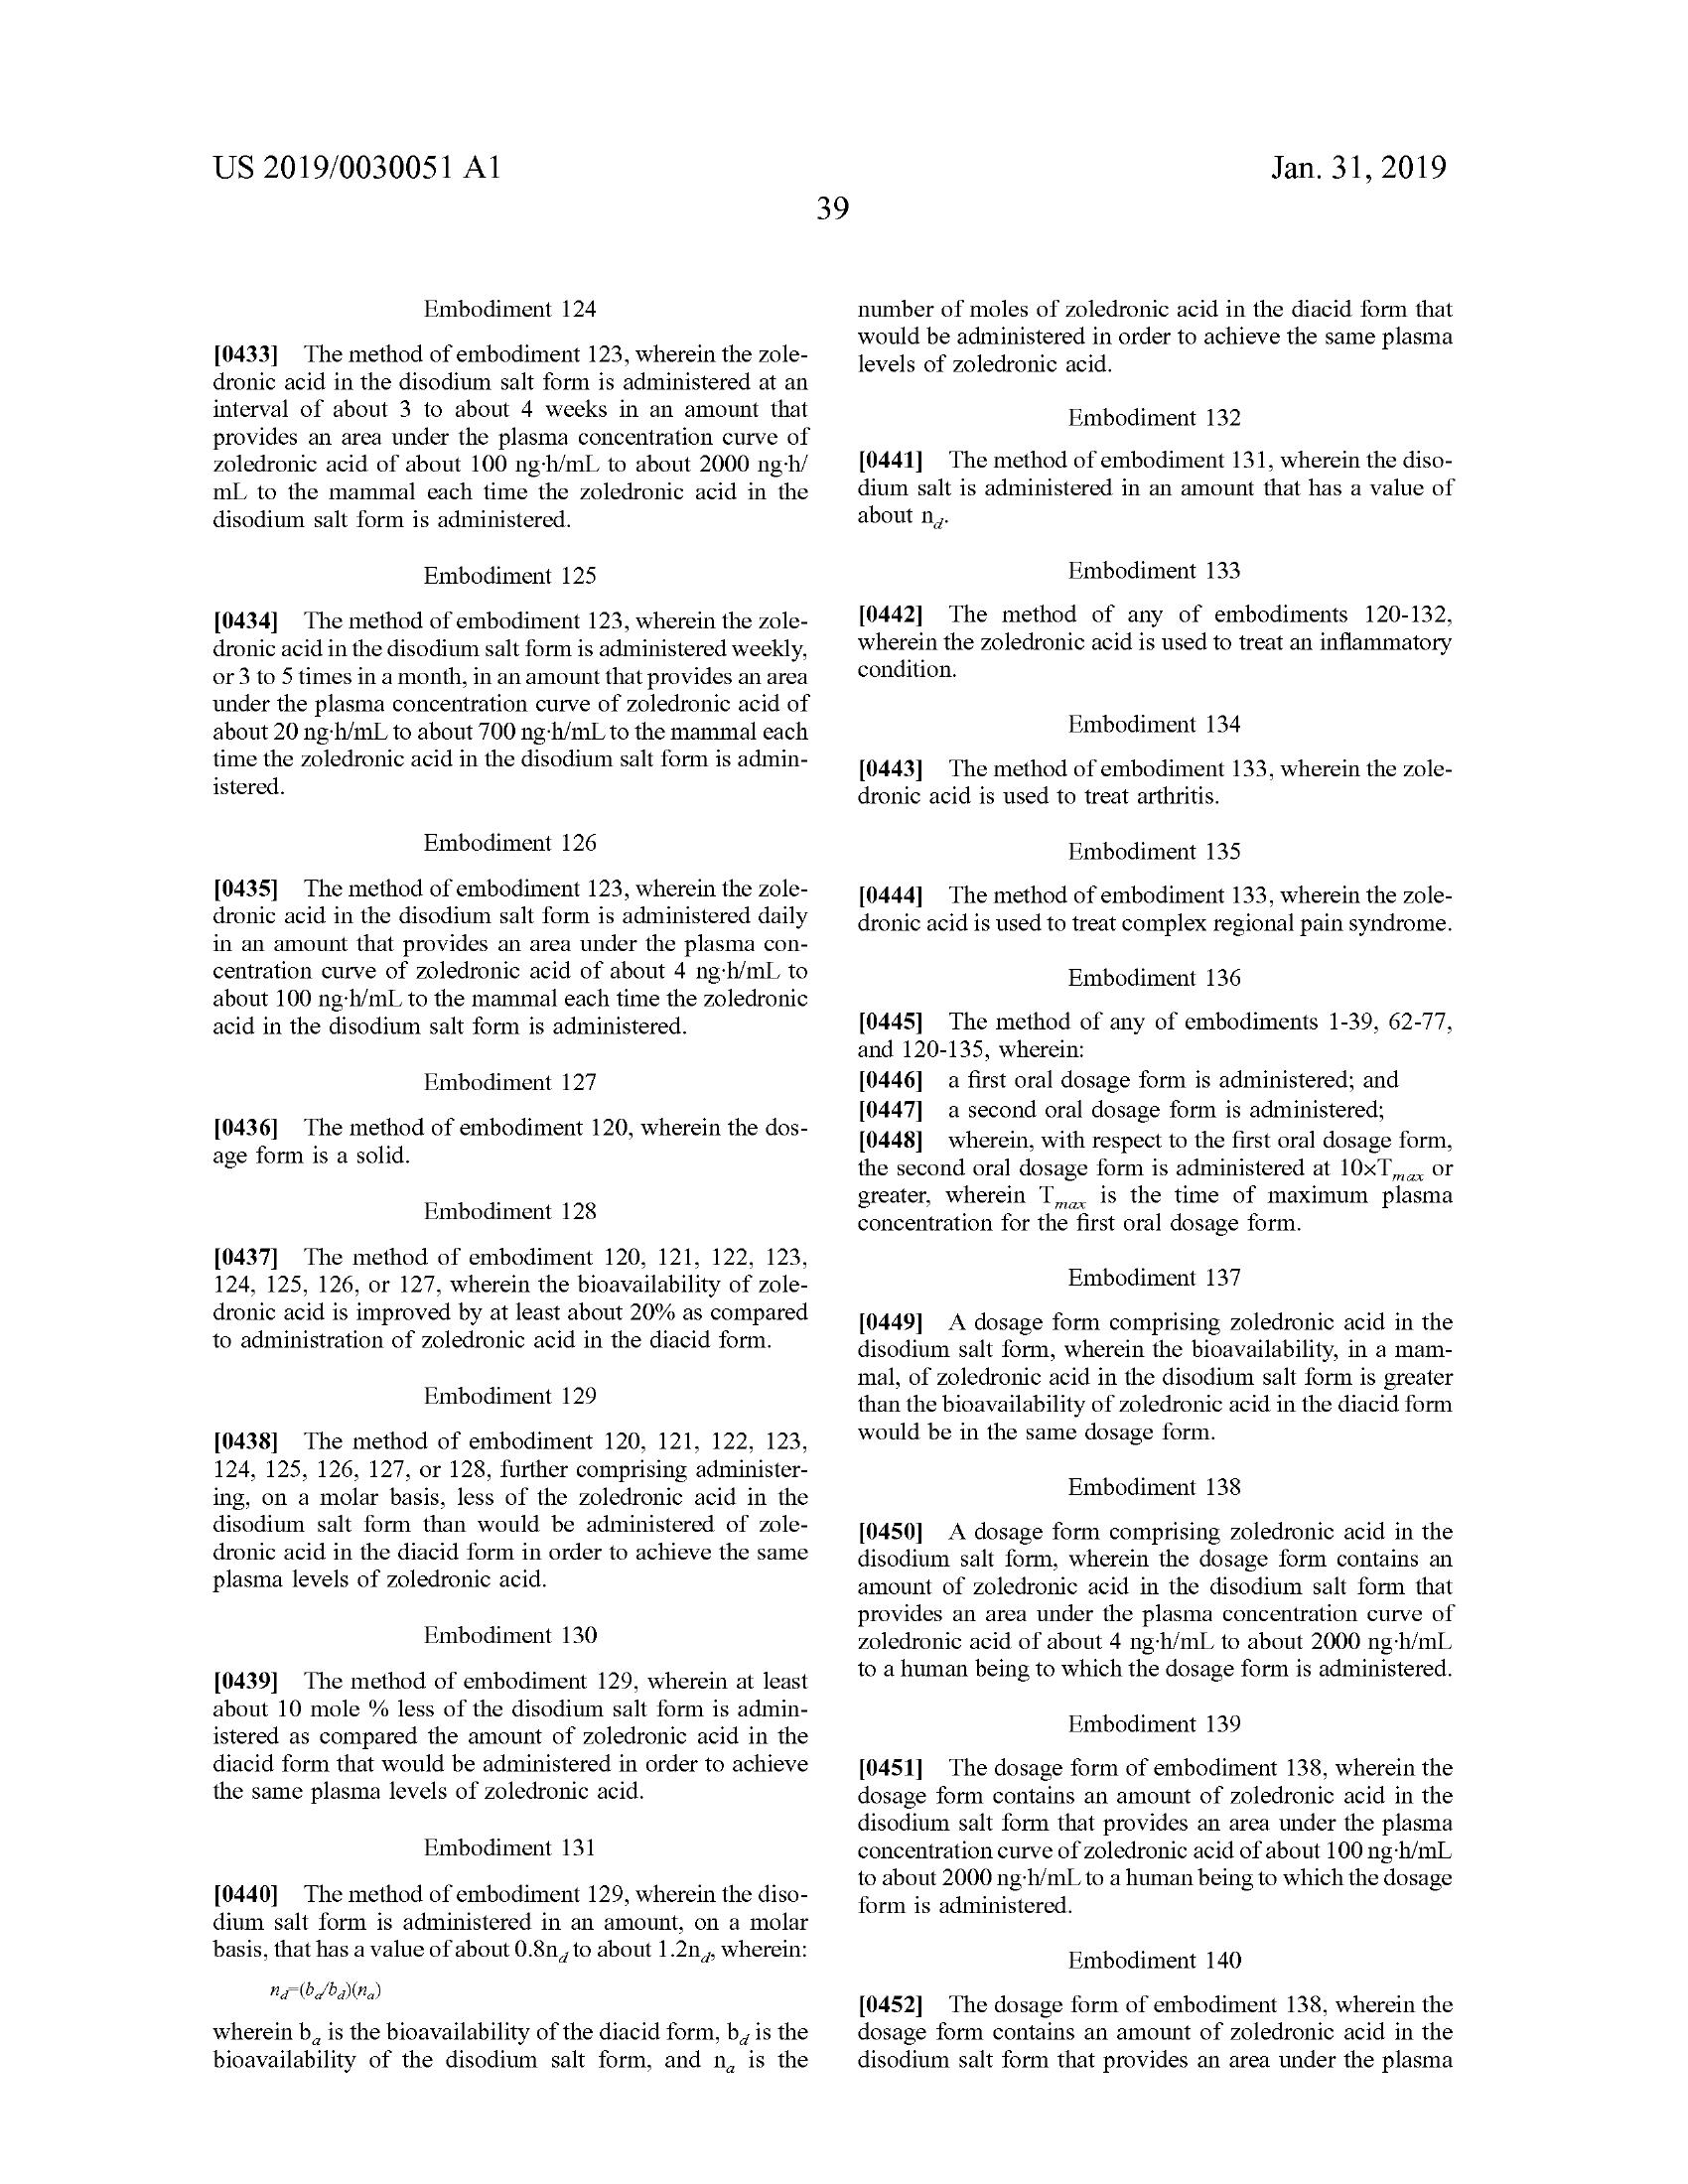 US 2019/0030051 A1
Jan. 31, 2019
39
Embodiment 124
[0433] The method of embodiment 123, wherein the zole-
dronic acid in the disodium salt form is administered at an
interval of about 3 to about 4 weeks in an amount that
provides an area under the plasma concentration curve of
zoledronic acid of about 100 ng·h/mL to about 2000 ng·h/
mL to the mammal each time the zoledronic acid in the
disodium salt form is administered.
Embodiment 125
[0434] The method of embodiment 123, wherein the zole-
dronic acid in the disodium salt form is administered weekly,
or 3 to 5 times in a month, in an amount that provides an area
under the plasma concentration curve of zoledronic acid of
about 20 ng·h/mL to about 700 ng·h/mL to the mammal each
time the zoledronic acid in the disodium salt form is admin-
istered.
Embodiment 126
[0435] The method of embodiment 123, wherein the zole-
dronic acid in the disodium salt form is administered daily
in an amount that provides an area under the plasma con-
centration curve of zoledronic acid of about 4 ng·h/mL to
about 100 ng·h/mL to the mammal each time the zoledronic
acid in the disodium salt form is administered.
Embodiment 127
[0436] The method of embodiment 120, wherein the dos-
age form is a solid.
Embodiment 128
[0437] The method of embodiment 120, 121, 122, 123,
124, 125, 126, or 127, wherein the bioavailability of zole-
dronic acid is improved by at least about 20% as compared
to administration of zoledronic acid in the diacid form.
Embodiment 129
[0438] The method of embodiment 120, 121, 122, 123,
124, 125, 126, 127, or 128, further comprising administer-
ing, on a molar basis, less of the zoledronic acid in the
disodium salt form than would be administered of zole-
dronic acid in the diacid form in order to achieve the same
plasma levels of zoledronic acid.
Embodiment 130
[0439] The method of embodiment 129, wherein at least
about 10 mole % less of the disodium salt form is admin-
istered as compared the amount of zoledronic acid in the
diacid form that would be administered in order to achieve
the same plasma levels of zoledronic acid.
Embodiment 131
[0440] The method of embodiment 129, wherein the diso-
dium salt form is administered in an amount, on a molar
basis, that has a value of about 0.8n_d to about 1.2n_d, wherein:
n_d=(b_a/b_d)(n_a)
wherein b_a is the bioavailability of the diacid form, b_d is the
bioavailability of the disodium salt form, and n_a is the
number of moles of zoledronic acid in the diacid form that
would be administered in order to achieve the same plasma
levels of zoledronic acid.
Embodiment 132
[0441] The method of embodiment 131, wherein the diso-
dium salt is administered in an amount that has a value of
about n_d.
Embodiment 133
[0442] The method of any of embodiments 120-132,
wherein the zoledronic acid is used to treat an inflammatory
condition.
Embodiment 134
[0443] The method of embodiment 133, wherein the zole-
dronic acid is used to treat arthritis.
Embodiment 135
[0444] The method of embodiment 133, wherein the zole-
dronic acid is used to treat complex regional pain syndrome.
Embodiment 136
[0445] The method of any of embodiments 1-39, 62-77,
and 120-135, wherein:
[0446] a first oral dosage form is administered; and
[0447] a second oral dosage form is administered;
[0448] wherein, with respect to the first oral dosage form,
the second oral dosage form is administered at 10xT_max or
greater, wherein T_max is the time of maximum plasma
concentration for the first oral dosage form.
Embodiment 137
[0449] A dosage form comprising zoledronic acid in the
disodium salt form, wherein the bioavailability, in a mam-
mal, of zoledronic acid in the disodium salt form is greater
than the bioavailability of zoledronic acid in the diacid form
would be in the same dosage form.
Embodiment 138
[0450] A dosage form comprising zoledronic acid in the
disodium salt form, wherein the dosage form contains an
amount of zoledronic acid in the disodium salt form that
provides an area under the plasma concentration curve of
zoledronic acid of about 4 ng·h/mL to about 2000 ng·h/mL
to a human being to which the dosage form is administered.
Embodiment 139
[0451] The dosage form of embodiment 138, wherein the
dosage form contains an amount of zoledronic acid in the
disodium salt form that provides an area under the plasma
concentration curve of zoledronic acid of about 100 ng·h/mL
to about 2000 ng·h/mL to a human being to which the dosage
form is administered.
Embodiment 140
[0452] The dosage form of embodiment 138, wherein the
dosage form contains an amount of zoledronic acid in the
disodium salt form that provides an area under the plasma